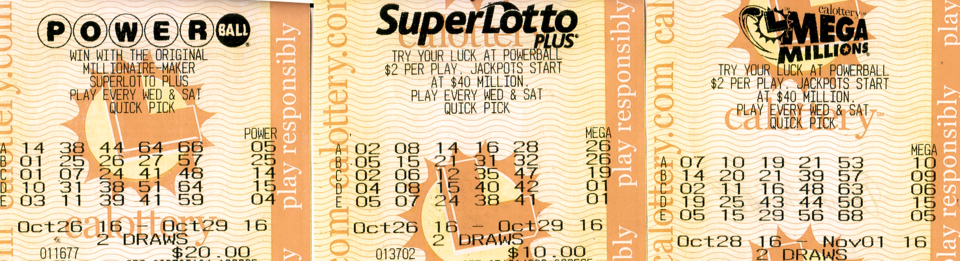 POWERBALL
WIN WITH THE ORIGINAL
MILLIONAIRE-MAKER
SUPERLOTTO PLUS
PLAY EVERY WED & SAT
QUICK PICK
POWER
A 14 38 44 64 66 05
B 01 25 26 27 57 25
C 01 07 24 41 48 14
D 10 31 38 51 64 15
E 03 11 39 41 59 04
Oct26 16 - Oct29 16
2 DRAWS
011677 $20.00
calottery
play responsibly
SuperLotto PLUS
TRY YOUR LUCK AT POWERBALL
$2 PER PLAY. JACKPOTS START
AT $40 MILLION.
PLAY EVERY WED & SAT
QUICK PICK
MEGA
A 02 08 14 16 28 26
B 05 15 21 31 32 26
C 02 06 12 35 47 19
D 04 08 15 40 42 01
E 05 07 24 38 41 01
Oct26 16 - Oct29 16
2 DRAWS
013702 $10.00
calottery.com
play responsibly
calottery
MEGA MILLIONS
TRY YOUR LUCK AT POWERBALL
$2 PER PLAY. JACKPOTS START
AT $40 MILLION.
PLAY EVERY WED & SAT
QUICK PICK
MEGA
A 07 10 19 21 53 10
B 14 20 21 39 57 09
C 02 11 16 48 63 06
D 19 25 43 44 50 15
E 05 15 29 56 68 05
Oct28 16 - Nov01 16
2 DRAWS
calottery.com
calottery
play responsibly